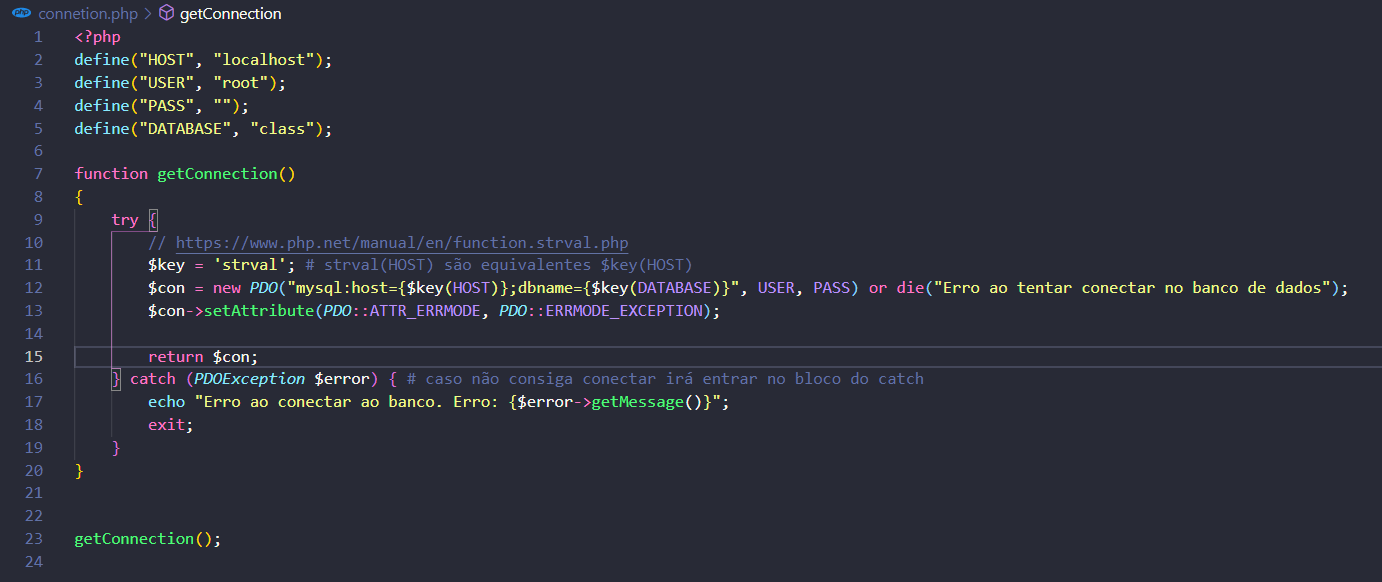 connetion.php > getConnection
1 <?php
2 define("HOST", "localhost");
3 define("USER", "root");
4 define("PASS", "");
5 define("DATABASE", "class");
6
7 function getConnection()
8 {
9     try {
10         // https://www.php.net/manual/en/function.strval.php
11         $key = 'strval'; # strval(HOST) são equivalentes $key(HOST)
12         $con = new PDO("mysql:host={$key(HOST)};dbname={$key(DATABASE)}", USER, PASS) or die("Erro ao tentar conectar no banco de dados");
13         $con->setAttribute(PDO::ATTR_ERRMODE, PDO::ERRMODE_EXCEPTION);
14
15         return $con;
16     } catch (PDOException $error) { # caso não consiga conectar irá entrar no bloco do catch
17         echo "Erro ao conectar ao banco. Erro: {$error->getMessage()}";
18         exit;
19     }
20 }
21
22
23 getConnection();
24